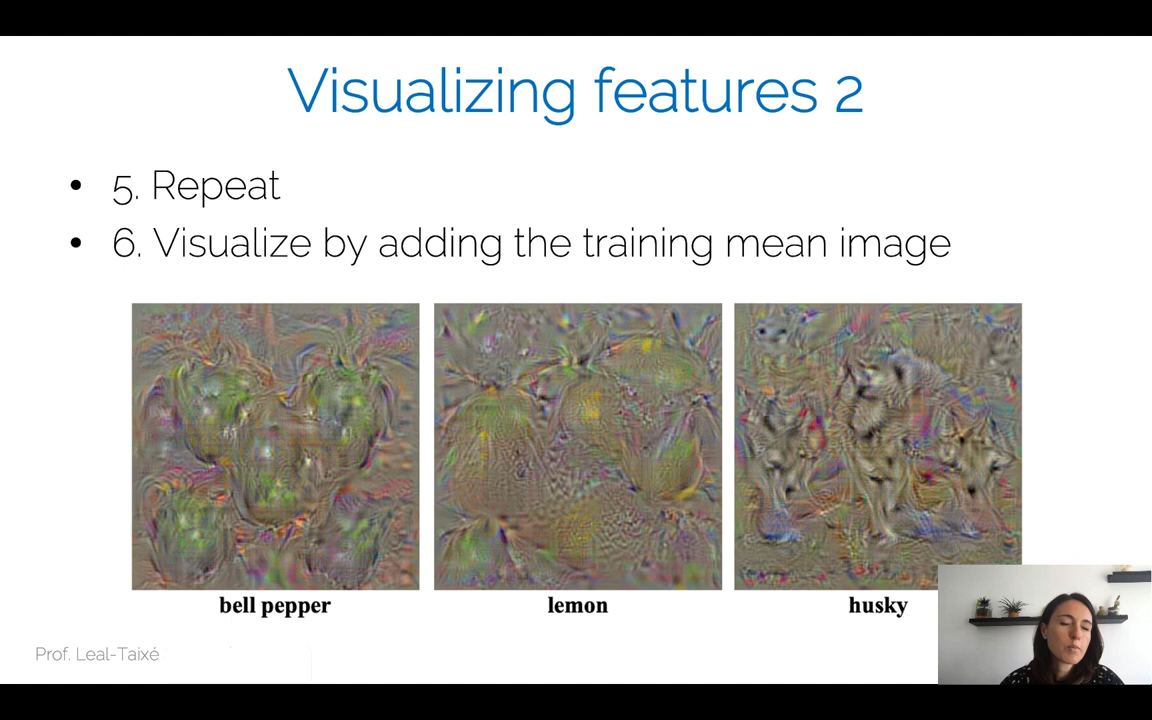 Visualizing features 2
• 5. Repeat
• 6. Visualize by adding the training mean image
bell pepper
lemon
husky
Prof. Leal-Taixé